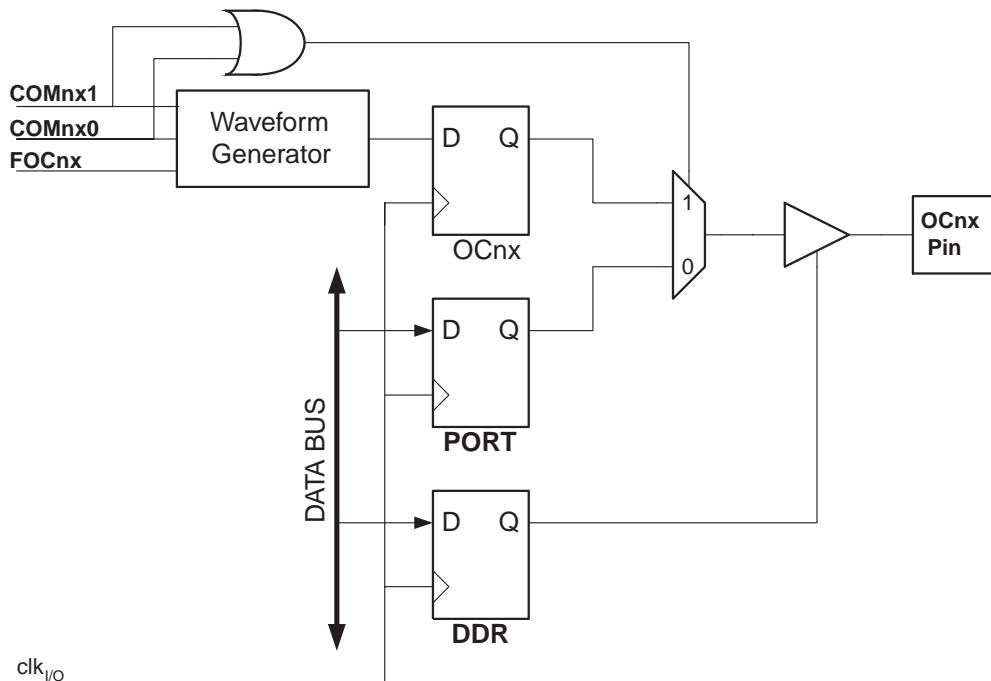 COMnx1
COMnx0
FOCnx
Waveform
Generator
D Q
OCnx
1
0
OCnx
Pin
D Q
PORT
DATA BUS
D Q
DDR
clkI/O